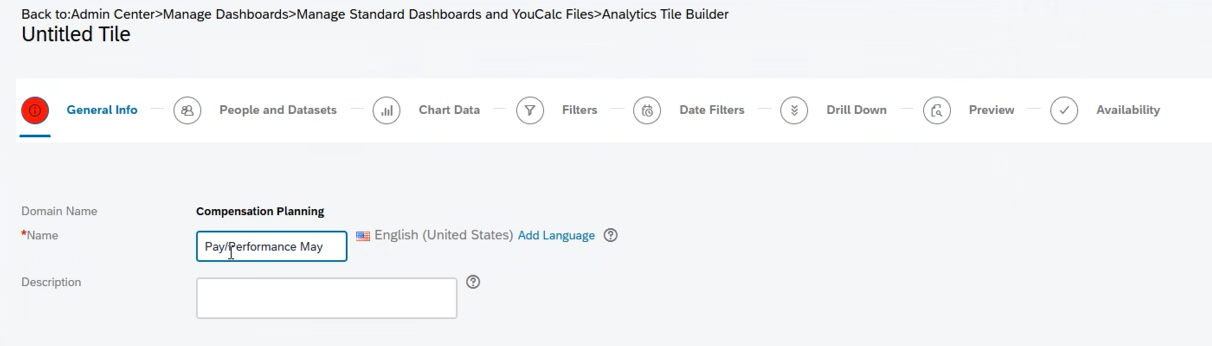 Back to:Admin Center>Manage Dashboards>Manage Standard Dashboards and YouCalc Files>Analytics Tile Builder
Untitled Tile
General Info People and Datasets Chart Data Filters Date Filters Drill Down Preview Availability
Domain Name Compensation Planning
*Name Pay/Performance May English (United States) Add Language
Description